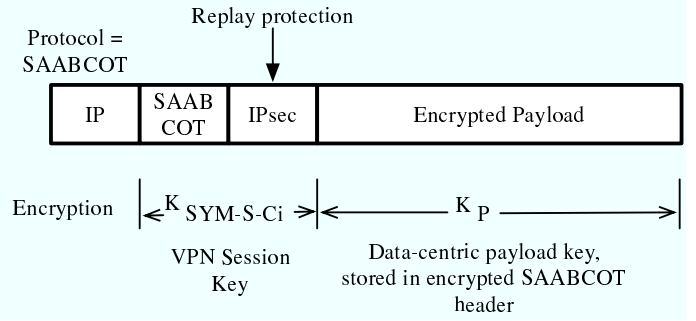 Replay protection
Protocol =
SAABCOT
IP
SAAB
COT
IPsec
Encrypted Payload
Encryption
K SYM-S-Ci
K P
VPN Session
Key
Data-centric payload key,
stored in encrypted SAABCOT
header